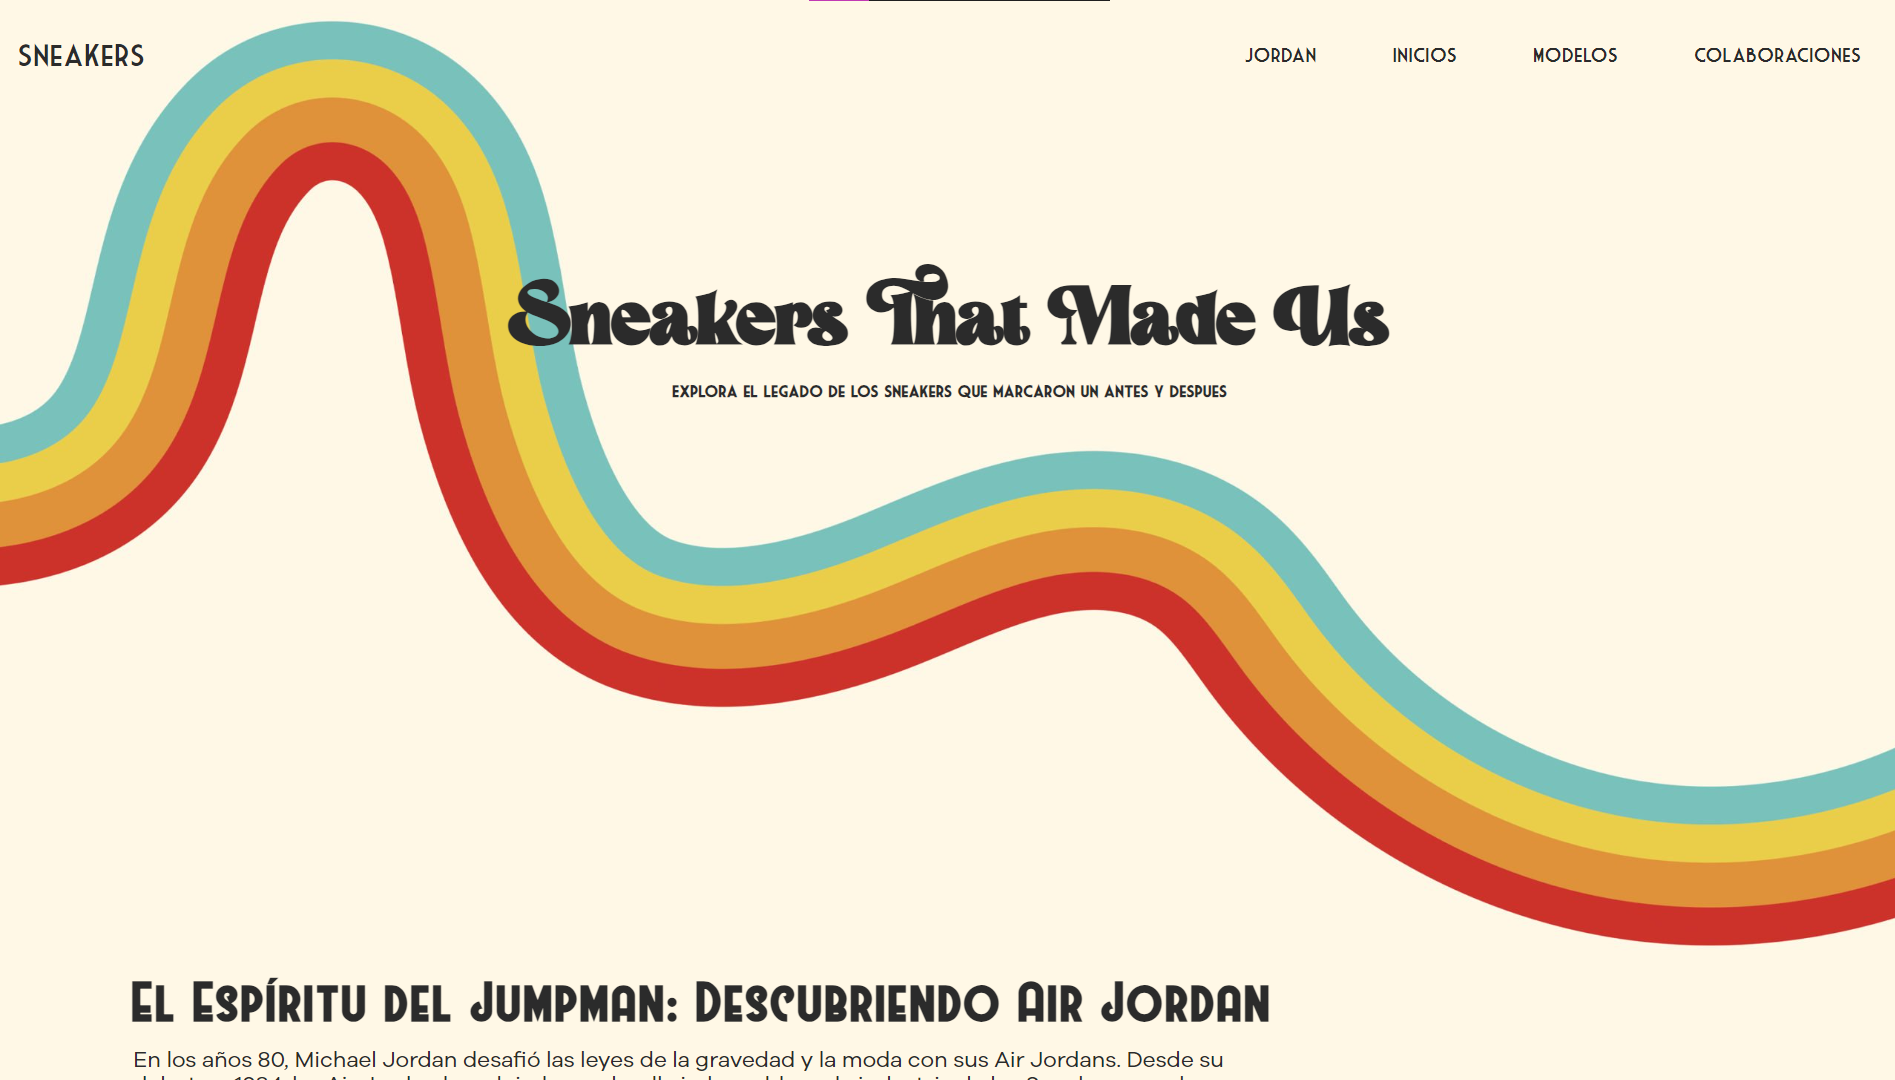 SNEAKERS
JORDAN INICIOS MODELOS COLABORACIONES
Sneakers That Made Us
EXPLORA EL LEGADO DE LOS SNEAKERS QUE MARCARON UN ANTES Y DESPUES
El Espíritu del Jumpman: Descubriendo Air Jordan
En los años 80, Michael Jordan desafió las leyes de la gravedad y la moda con sus Air Jordans. Desde su